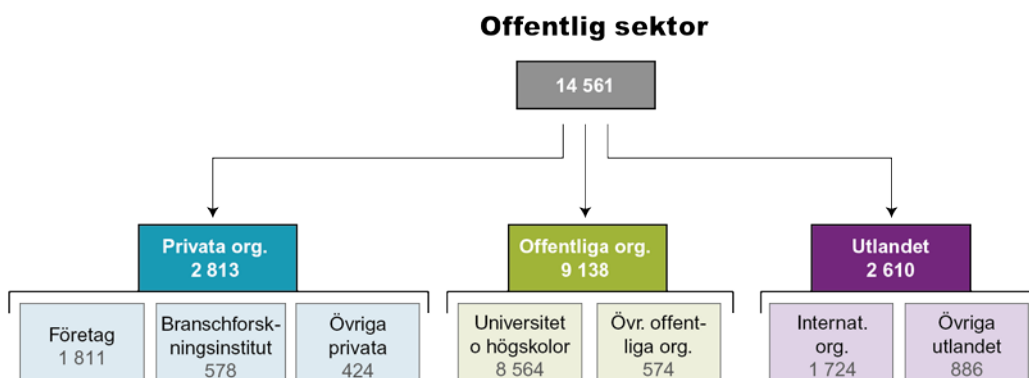 Offentlig sektor
14 561
Privata org.
2 813
Offentliga org.
9 138
Utlandet
2 610
Företag
1 811
Branschforsk-
ningsinstitut
578
Övriga
privata
424
Universitet
o högskolor
8 564
Övr. offent-
liga org.
574
Internat.
org.
1 724
Övriga
utlandet
886